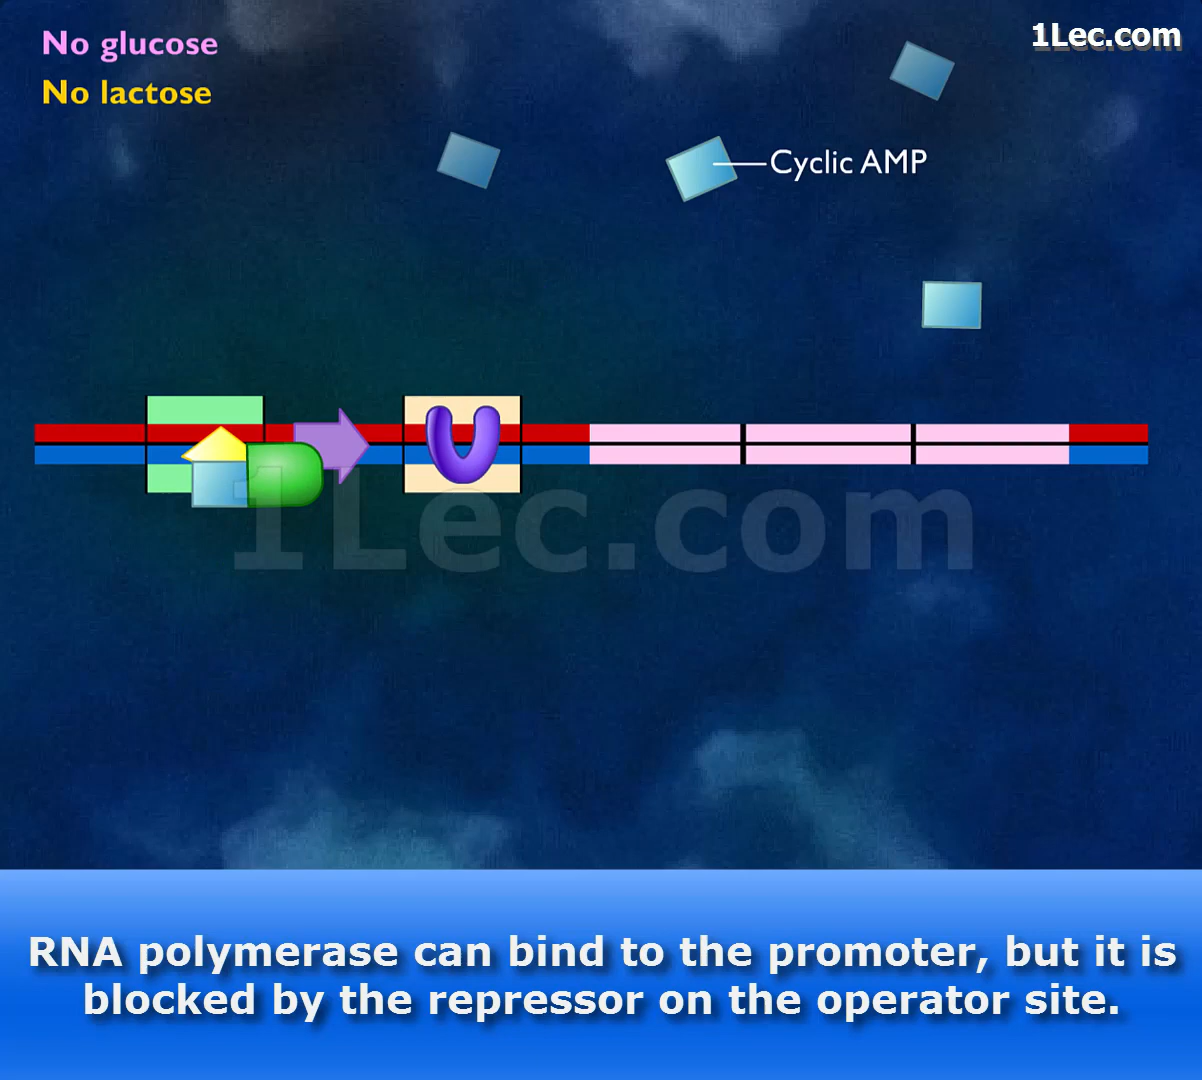 No glucose
No lactose
1Lec.com
Cyclic AMP
1Lec.com
RNA polymerase can bind to the promoter, but it is
blocked by the repressor on the operator site.